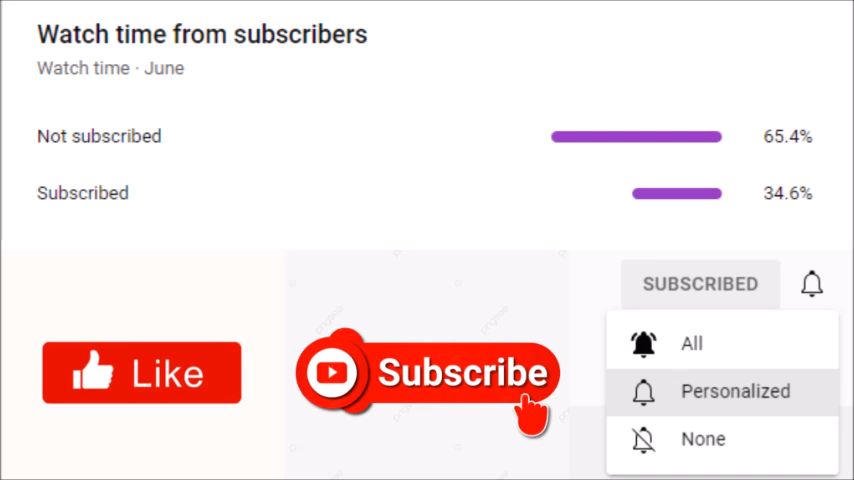 Watch time from subscribers
Watch time · June
Not subscribed 65.4%
Subscribed 34.6%
Like
Subscribe
SUBSCRIBED
All
Personalized
None